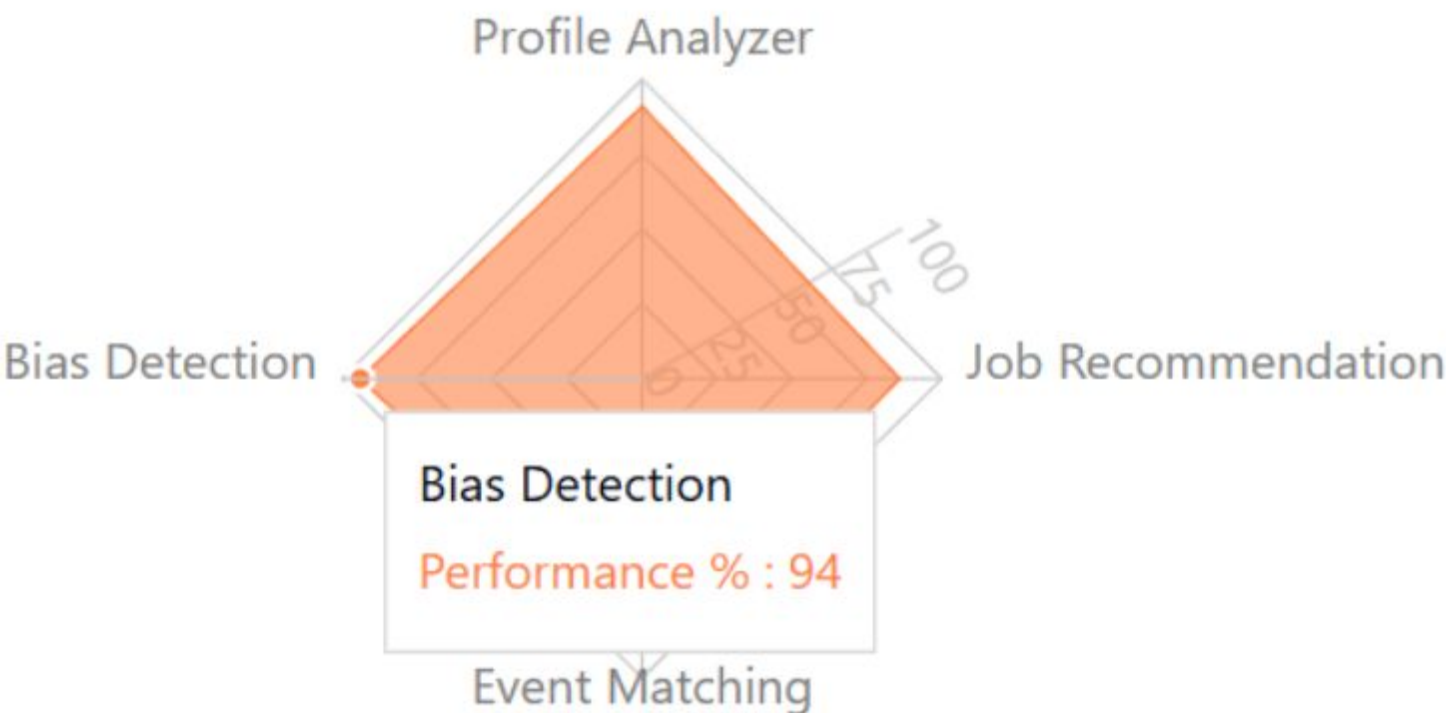 Profile Analyzer
100
75
50
25
0
Bias Detection
Job Recommendation
Bias Detection
Performance % : 94
Event Matching